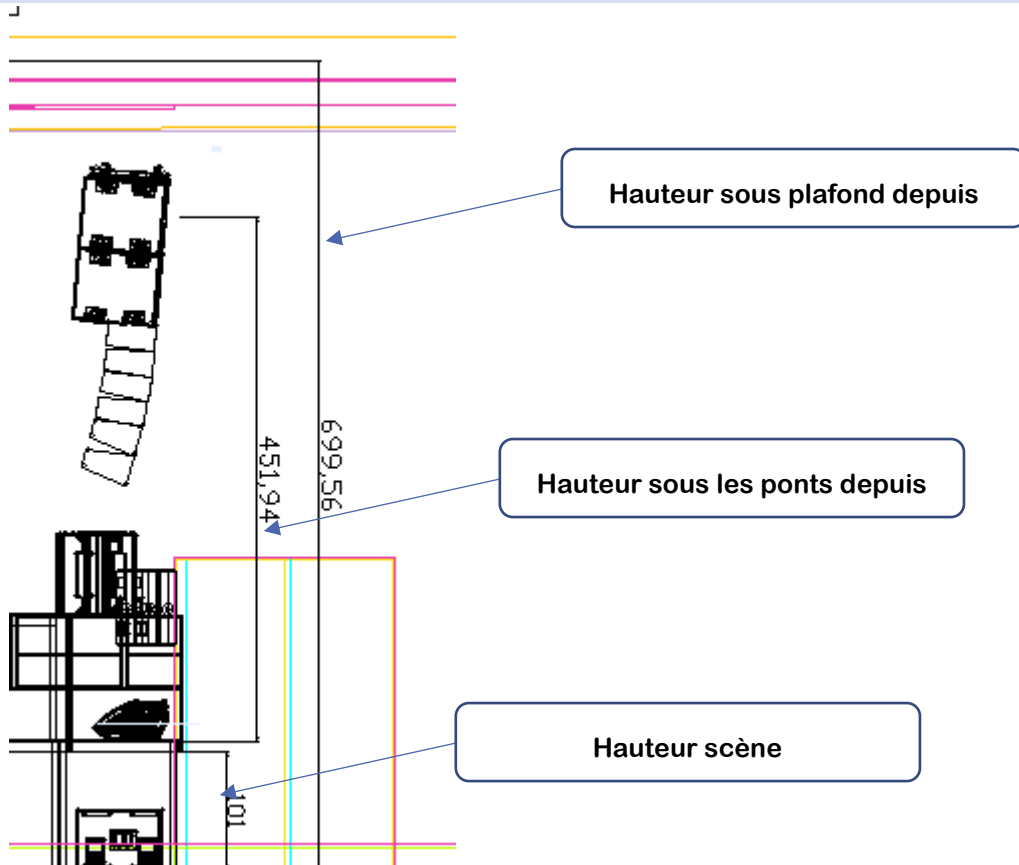 Hauteur sous plafond depuis
699,56
451,94
Hauteur sous les ponts depuis
Hauteur scène
101